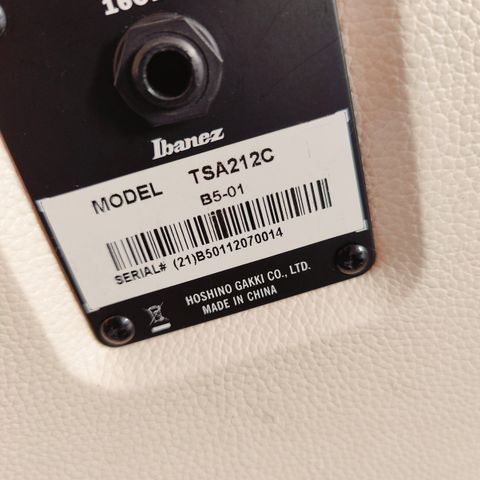 Ibanez
MODEL TSA212C
B5-01
SERIAL# (21)B50112070014
HOSHINO GAKKI CO., LTD.
MADE IN CHINA